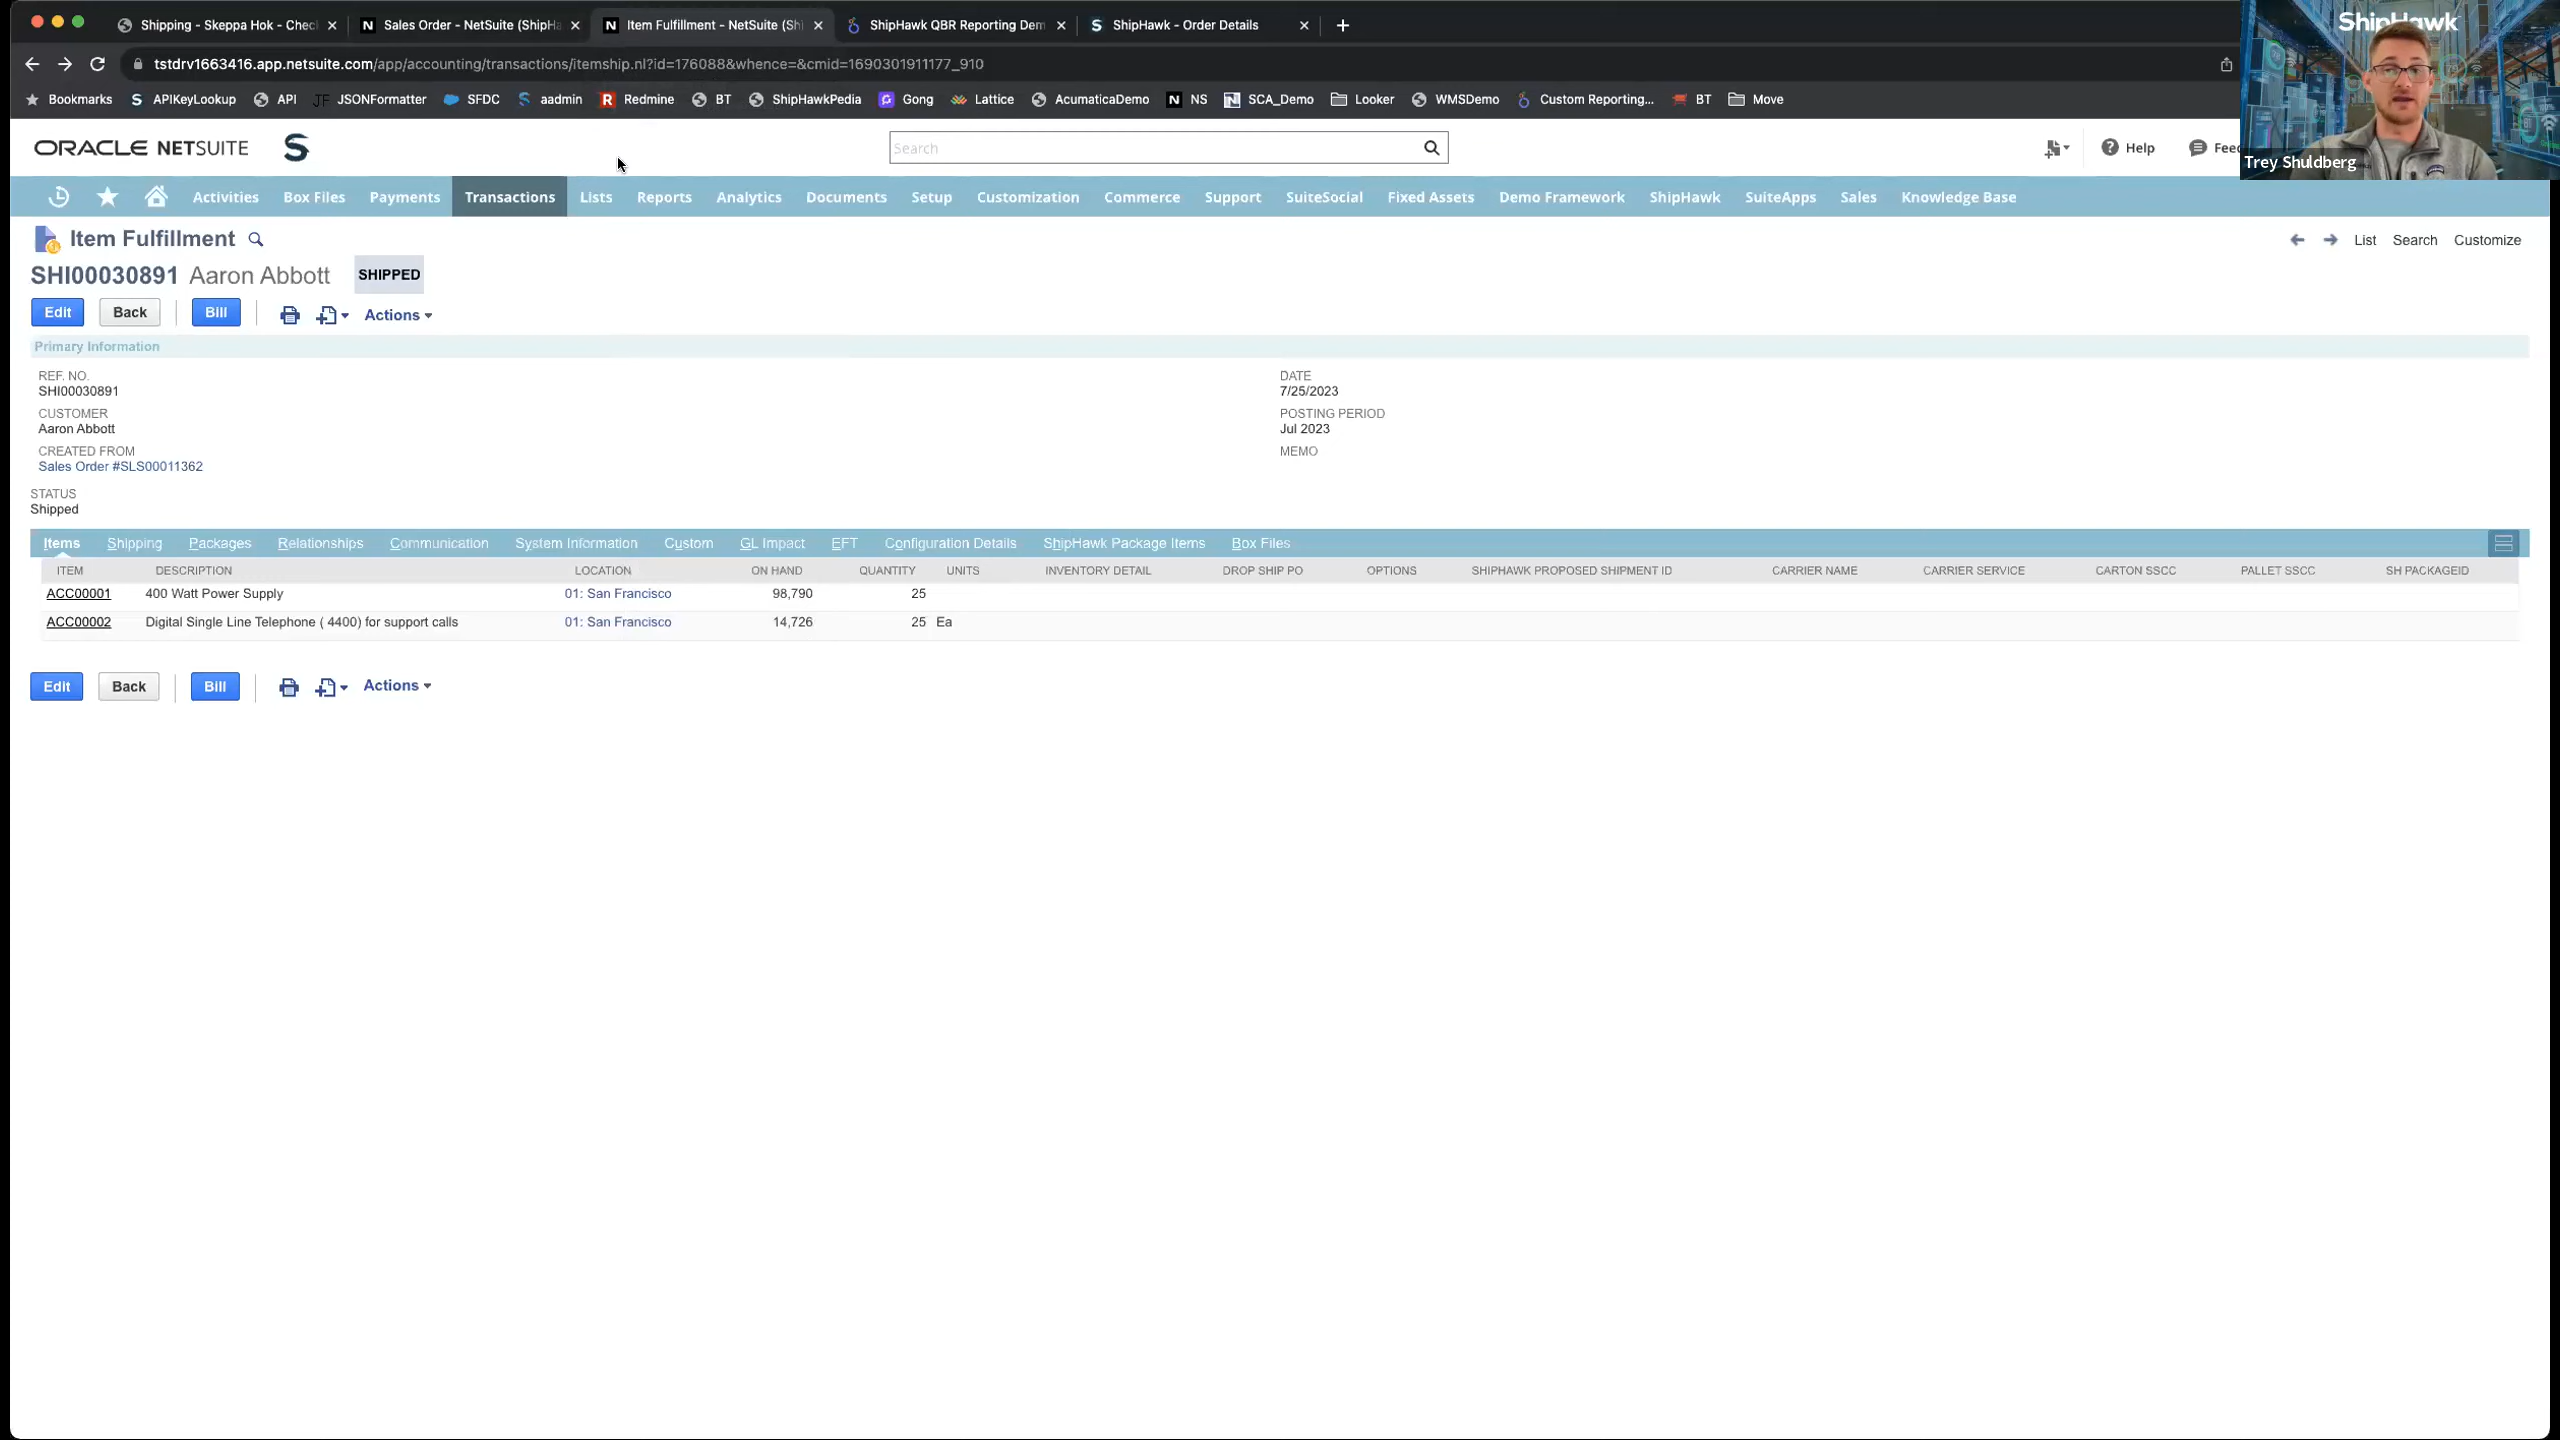 Shipping - Skeppa Hok - Chec
Sales Order - NetSuite (ShipHa
Item Fulfillment - NetSuite (Shi
ShipHawk QBR Reporting Dem
ShipHawk - Order Details
tstdrv1663416.app.netsuite.com/app/accounting/transactions/itemship.nl?id=176088&whence=&cmid=1690301911177_910
Bookmarks APIKeyLookup API JSONFormatter SFDC aadmin Redmine BT ShipHawkPedia Gong Lattice AcumaticaDemo NS SCA_Demo Looker WMSDemo Custom Reporting... BT Move
ShipHawk
Trey Shuldberg
ORACLE NETSUITE
Search
Help Feed
Activities Box Files Payments Transactions Lists Reports Analytics Documents Setup Customization Commerce Support SuiteSocial Fixed Assets Demo Framework ShipHawk SuiteApps Sales Knowledge Base
Item Fulfillment
List Search Customize
SHI00030891 Aaron Abbott SHIPPED
Edit Back Bill Actions
Primary Information
REF. NO.
SHI00030891
CUSTOMER
Aaron Abbott
CREATED FROM
Sales Order #SLS00011362
DATE
7/25/2023
POSTING PERIOD
Jul 2023
MEMO
STATUS
Shipped
Items Shipping Packages Relationships Communication System Information Custom GL Impact EFT Configuration Details ShipHawk Package Items Box Files
ITEM DESCRIPTION LOCATION ON HAND QUANTITY UNITS INVENTORY DETAIL DROP SHIP PO OPTIONS SHIPHAWK PROPOSED SHIPMENT ID CARRIER NAME CARRIER SERVICE CARTON SSCC PALLET SSCC SH PACKAGEID
ACC00001 400 Watt Power Supply 01: San Francisco 98,790 25
ACC00002 Digital Single Line Telephone ( 4400) for support calls 01: San Francisco 14,726 25 Ea
Edit Back Bill Actions